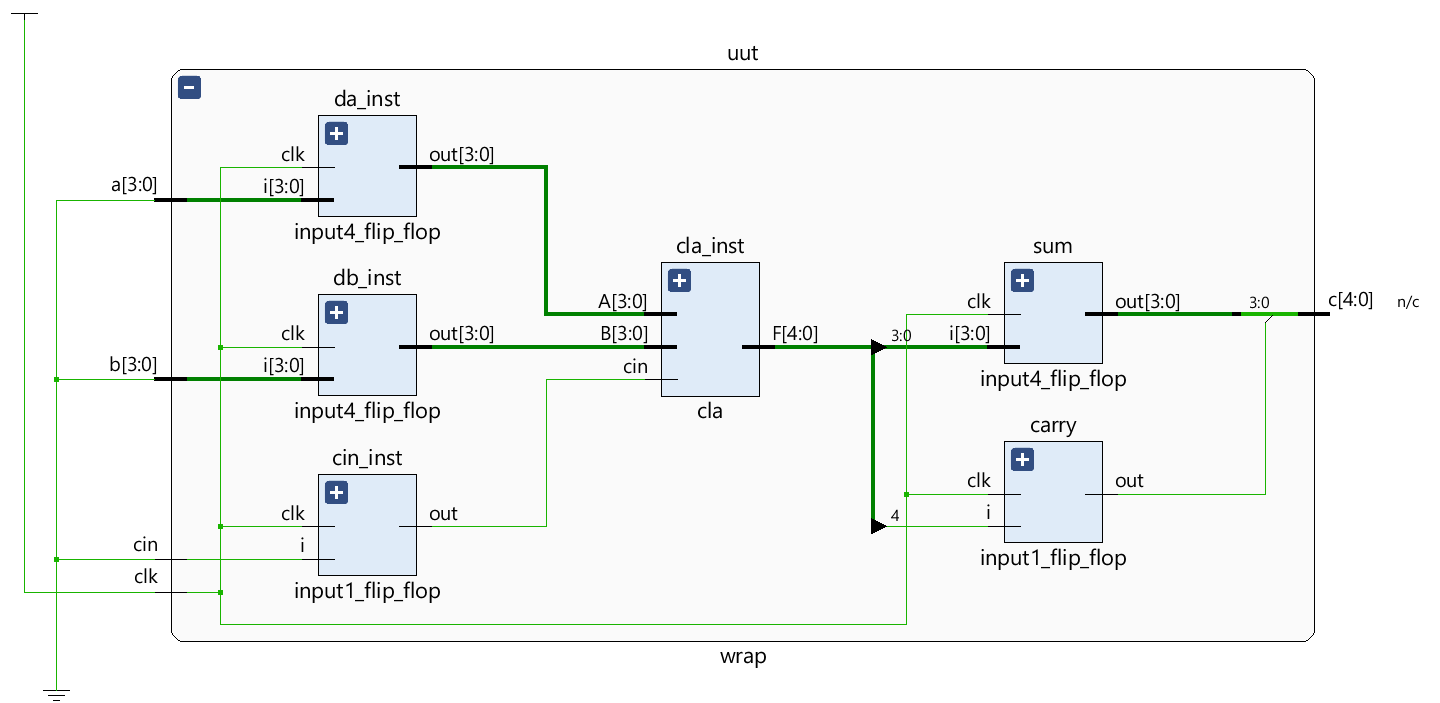 uut
da_inst
clk
out[3:0]
a[3:0]
i[3:0]
input4_flip_flop
db_inst
clk
out[3:0]
b[3:0]
i[3:0]
input4_flip_flop
cin_inst
clk
out
cin
i
clk
input1_flip_flop
cla_inst
A[3:0]
B[3:0]
F[4:0]
cin
cla
3:0
4
sum
clk
out[3:0]
i[3:0]
input4_flip_flop
carry
clk
out
i
input1_flip_flop
3:0
c[4:0]
n/c
wrap